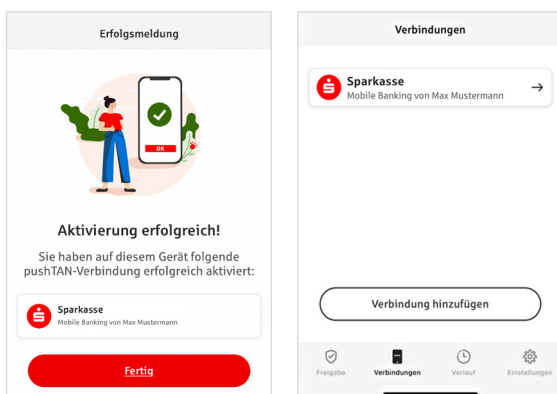 Erfolgsmeldung
OK
Aktivierung erfolgreich!
Sie haben auf diesem Gerät folgende
pushTAN-Verbindung erfolgreich aktiviert:
Sparkasse
Mobile Banking von Max Mustermann
Fertig
Verbindungen
Sparkasse
Mobile Banking von Max Mustermann
Verbindung hinzufügen
Freigabe Verbindungen Verlauf Einstellungen